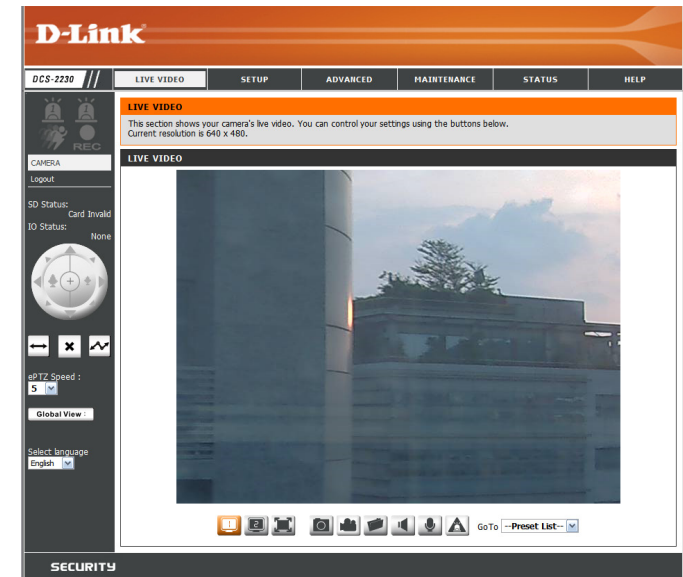 D-Link
DCS-2230 LIVE VIDEO SETUP ADVANCED MAINTENANCE STATUS HELP
REC
CAMERA
Logout
SD Status:
Card Invalid
IO Status:
None
ePTZ Speed :
5
Global View :
Select language
English
LIVE VIDEO
This section shows your camera's live video. You can control your settings using the buttons below.
Current resolution is 640 x 480.
LIVE VIDEO
1 2 GoTo --Preset List--
SECURITY